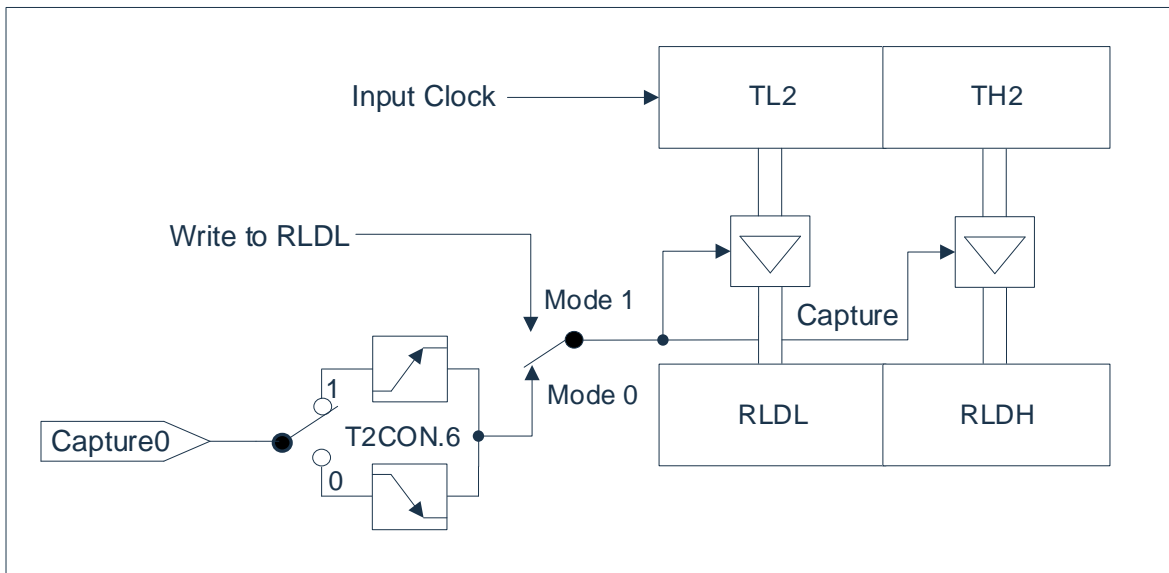 Input Clock
TL2
TH2
Write to RLDL
Mode 1
Capture
1
Mode 0
Capture0
T2CON.6
RLDL
RLDH
0